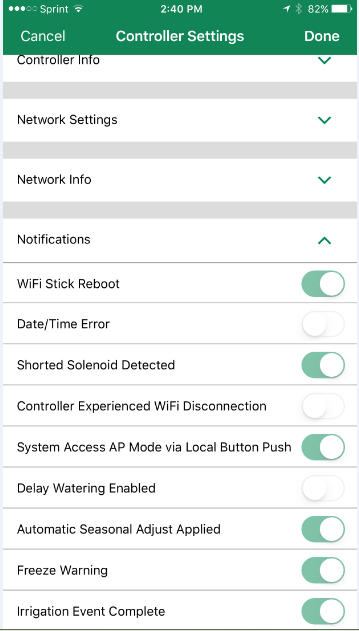 Sprint 2:40 PM 82%
Cancel Controller Settings Done
Controller Info
Network Settings
Network Info
Notifications
WiFi Stick Reboot
Date/Time Error
Shorted Solenoid Detected
Controller Experienced WiFi Disconnection
System Access AP Mode via Local Button Push
Delay Watering Enabled
Automatic Seasonal Adjust Applied
Freeze Warning
Irrigation Event Complete